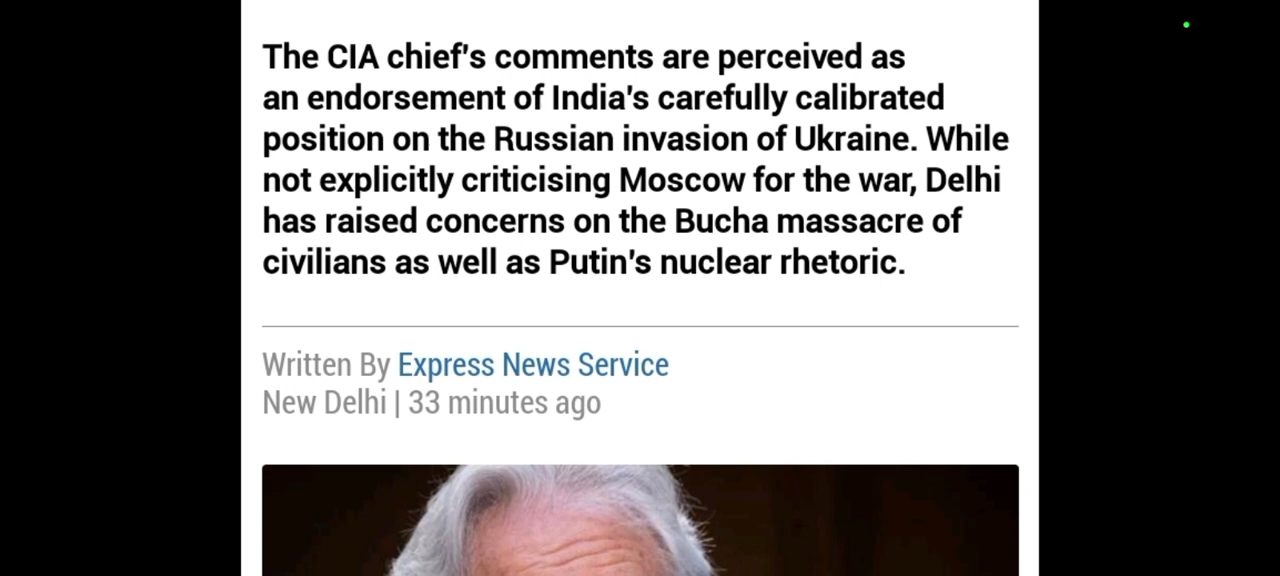 The CIA chief's comments are perceived as
an endorsement of India's carefully calibrated
position on the Russian invasion of Ukraine. While
not explicitly criticising Moscow for the war, Delhi
has raised concerns on the Bucha massacre of
civilians as well as Putin's nuclear rhetoric.
Written By Express News Service
New Delhi | 33 minutes ago